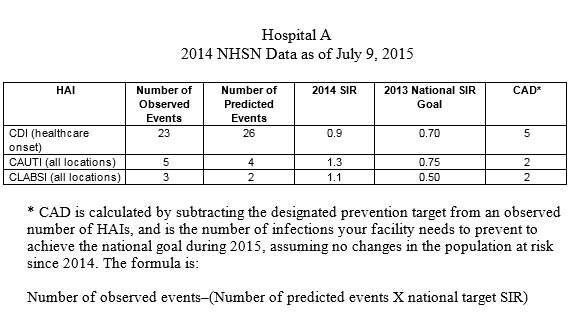 Hospital A
2014 NHSN Data as of July 9, 2015
HAI Number of Observed Events Number of Predicted Events 2014 SIR 2013 National SIR Goal CAD*
CDI (healthcare onset) 23 26 0.9 0.70 5
CAUTI (all locations) 5 4 1.3 0.75 2
CLABSI (all locations) 3 2 1.1 0.50 2
* CAD is calculated by subtracting the designated prevention target from an observed
number of HAIs, and is the number of infections your facility needs to prevent to
achieve the national goal during 2015, assuming no changes in the population at risk
since 2014. The formula is:
Number of observed events–(Number of predicted events X national target SIR)